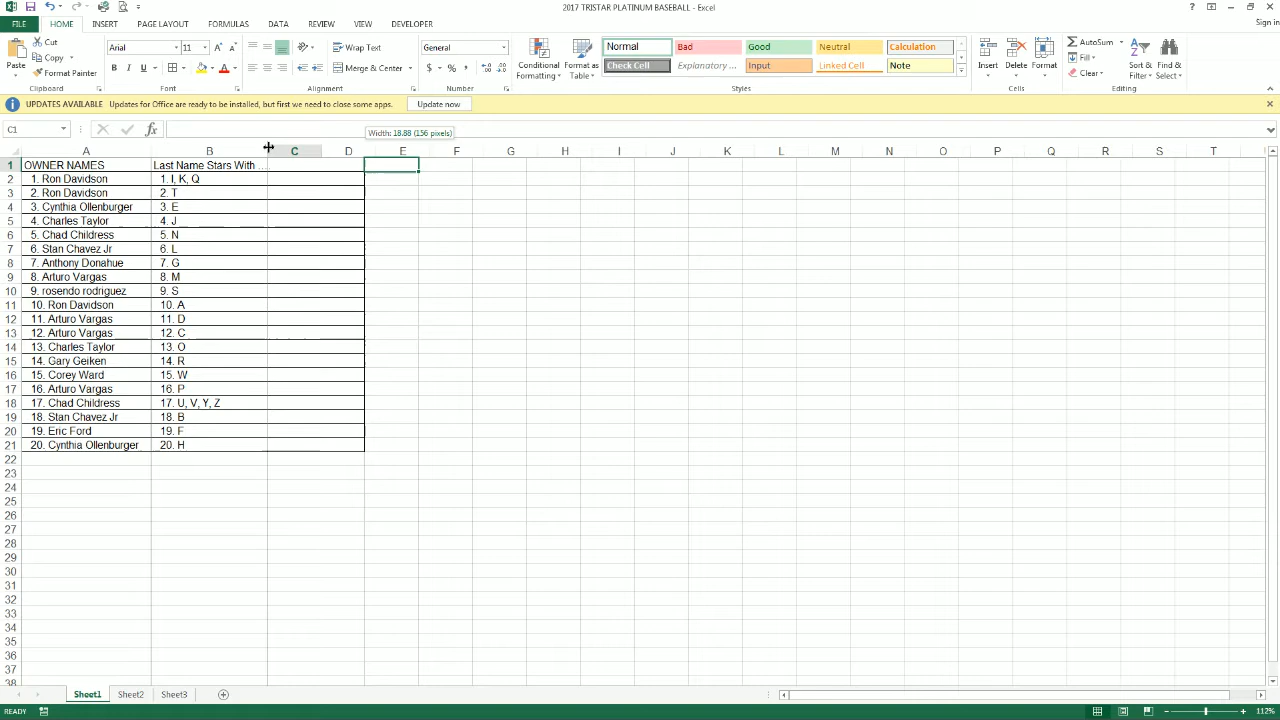 2017 TRISTAR PLATINUM BASEBALL - Excel
Sign in
FILE HOME INSERT PAGE LAYOUT FORMULAS DATA REVIEW VIEW DEVELOPER
Paste
Cut
Copy
Format Painter
Clipboard
Arial 11
B I U
Font
Wrap Text
Merge & Center
Alignment
General
$ % ,
Number
Conditional Formatting
Format as Table
Normal Bad Good Neutral Calculation
Check Cell Explanatory ... Input Linked Cell Note
Styles
Insert Delete Format
Cells
AutoSum
Fill
Clear
Sort & Filter
Find & Select
Editing
UPDATES AVAILABLE Updates for Office are ready to be installed, but first we need to close some apps. Update now
C1
fx
Width: 18.88 (156 pixels)
A B C D E F G H I J K L M N O P Q R S T
1 OWNER NAMES Last Name Stars With ...
2 1. Ron Davidson 1. I, K, Q
3 2. Ron Davidson 2. T
4 3. Cynthia Ollenburger 3. E
5 4. Charles Taylor 4. J
6 5. Chad Childress 5. N
7 6. Stan Chavez Jr 6. L
8 7. Anthony Donahue 7. G
9 8. Arturo Vargas 8. M
10 9. rosendo rodriguez 9. S
11 10. Ron Davidson 10. A
12 11. Arturo Vargas 11. D
13 12. Arturo Vargas 12. C
14 13. Charles Taylor 13. O
15 14. Gary Geiken 14. R
16 15. Corey Ward 15. W
17 16. Arturo Vargas 16. P
18 17. Chad Childress 17. U, V, Y, Z
19 18. Stan Chavez Jr 18. B
20 19. Eric Ford 19. F
21 20. Cynthia Ollenburger 20. H
22
23
24
25
26
27
28
29
30
31
32
33
34
35
36
37
38
Sheet1 Sheet2 Sheet3
READY
112%